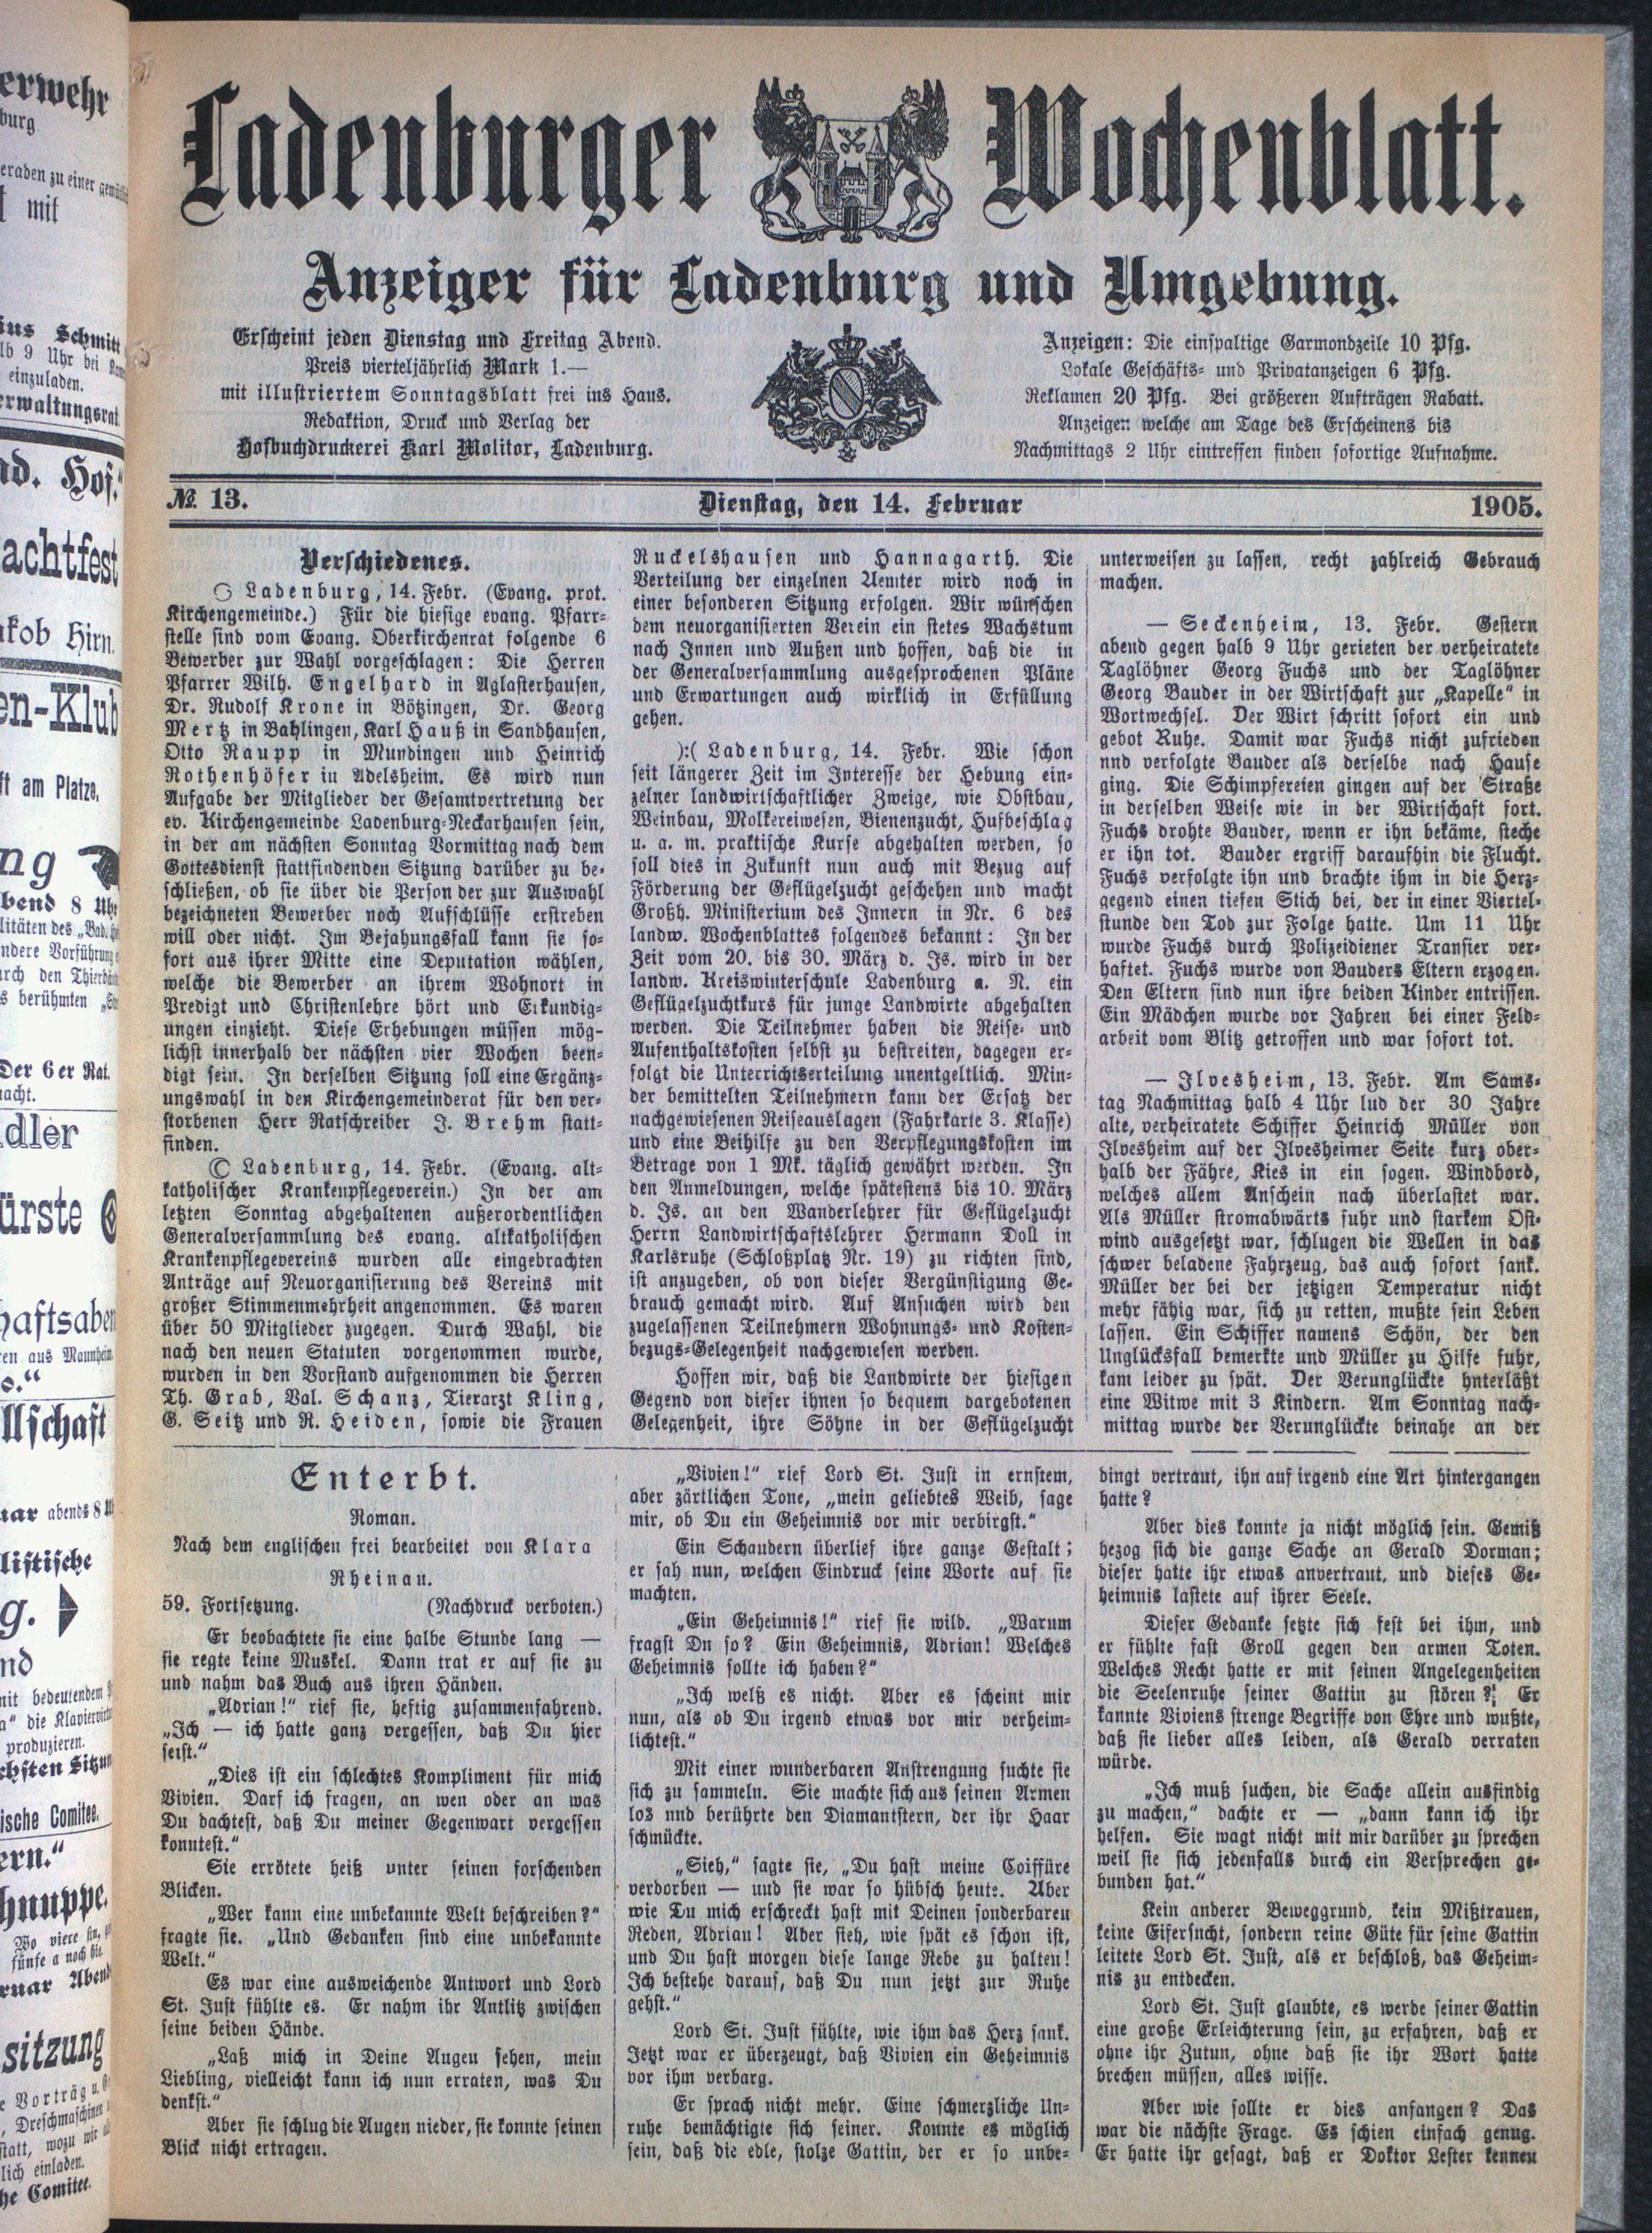 Ladenburger Wochenblatt.
Anzeiger für Ladenburg und Umgebung.
Erscheint jeden Dienstag und Freitag Abend.
Preis vierteljährlich Mark 1.—
mit illustriertem Sonntagsblatt frei ins Haus.
Redaktion, Druck und Verlag der
Hofbuchdruckerei Karl Molitor, Ladenburg.
Anzeigen: Die einspaltige Garmondzeile 10 Pfg.
Lokale Geschäfts- und Privatanzeigen 6 Pfg.
Reklamen 20 Pfg. Bei größeren Aufträgen Rabatt.
Anzeigen welche am Tage des Erscheinens bis
Nachmittags 2 Uhr eintreffen finden sofortige Aufnahme.
№ 13. Dienstag, den 14. Februar 1905.
Verschiedenes.
Ladenburg, 14. Febr. (Evang. prot.
Kirchengemeinde.) Für die hiesige evang. Pfarr-
stelle sind vom Evang. Oberkirchenrat folgende 6
Bewerber zur Wahl vorgeschlagen: Die Herren
Pfarrer Wilh. Engelhard in Aglasterhausen,
Dr. Rudolf Krone in Bötzingen, Dr. Georg
Mertz in Bahlingen, Karl Hauß in Sandhausen,
Otto Raupp in Mundingen und Heinrich
Rothenhöfer in Adelsheim. Es wird nun
Aufgabe der Mitglieder der Gesamtvertretung der
ev. Kirchengemeinde Ladenburg-Neckarhausen sein,
in der am nächsten Sonntag Vormittag nach dem
Gottesdienst stattfindenden Sitzung darüber zu be-
schließen, ob sie über die Person der zur Auswahl
bezeichneten Bewerber noch Aufschlüsse erstreben
will oder nicht. Im Bejahungsfall kann sie so-
fort aus ihrer Mitte eine Deputation wählen,
welche die Bewerber an ihrem Wohnort in
Predigt und Christenlehre hört und Erkundig-
ungen einzieht. Diese Erhebungen müssen mög-
lichst innerhalb der nächsten vier Wochen been-
digt sein. In derselben Sitzung soll eine Ergänz-
ungswahl in den Kirchengemeinderat für den ver-
storbenen Herr Ratschreiber J. Brehm statt-
finden.
Ladenburg, 14. Febr. (Evang. alt-
katholischer Krankenpflegeverein.) In der am
letzten Sonntag abgehaltenen außerordentlichen
Generalversammlung des evang. altkatholischen
Krankenpflegevereins wurden alle eingebrachten
Anträge auf Neuorganisierung des Vereins mit
großer Stimmenmehrheit angenommen. Es waren
über 50 Mitglieder zugegen. Durch Wahl, die
nach den neuen Statuten vorgenommen wurde,
wurden in den Vorstand aufgenommen die Herren
Th. Grab, Val. Schanz, Tierarzt Kling,
G. Seitz und R. Heiden, sowie die Frauen
Ruckelshausen und Hannagarth. Die
Verteilung der einzelnen Aemter wird noch in
einer besonderen Sitzung erfolgen. Wir wünschen
dem neuorganisierten Verein ein stetes Wachstum
nach Innen und Außen und hoffen, daß die in
der Generalversammlung ausgesprochenen Pläne
und Erwartungen auch wirklich in Erfüllung
gehen.
):( Ladenburg, 14. Febr. Wie schon
seit längerer Zeit im Interesse der Hebung ein-
zelner landwirtschaftlicher Zweige, wie Obstbau,
Weinbau, Molkereiwesen, Bienenzucht, Hufbeschlag
u. a. m. praktische Kurse abgehalten werden, so
soll dies in Zukunft nun auch mit Bezug auf
Förderung der Geflügelzucht geschehen und macht
Großh. Ministerium des Innern in Nr. 6 des
landw. Wochenblattes folgendes bekannt: In der
Zeit vom 20. bis 30. März d. Js. wird in der
landw. Kreiswinterschule Ladenburg a. N. ein
Geflügelzuchtkurs für junge Landwirte abgehalten
werden. Die Teilnehmer haben die Reise- und
Aufenthaltskosten selbst zu bestreiten, dagegen er-
folgt die Unterrichtserteilung unentgeltlich. Min-
der bemittelten Teilnehmern kann der Ersatz der
nachgewiesenen Reiseauslagen (Fahrkarte 3. Klasse)
und eine Beihilfe zu den Verpflegungskosten im
Betrage von 1 Mk. täglich gewährt werden. In
den Anmeldungen, welche spätestens bis 10. März
d. Js. an den Wanderlehrer für Geflügelzucht
Herrn Landwirtschaftslehrer Hermann Doll in
Karlsruhe (Schloßplatz Nr. 19) zu richten sind,
ist anzugeben, ob von dieser Vergünstigung Ge-
brauch gemacht wird. Auf Ansuchen wird den
zugelassenen Teilnehmern Wohnungs- und Kosten-
bezugs-Gelegenheit nachgewiesen werden.
Hoffen wir, daß die Landwirte der hiesigen
Gegend von dieser ihnen so bequem dargebotenen
Gelegenheit, ihre Söhne in der Geflügelzucht
unterweisen zu lassen, recht zahlreich Gebrauch
machen.
— Seckenheim, 13. Febr. Gestern
abend gegen halb 9 Uhr gerieten der verheiratete
Taglöhner Georg Fuchs und der Taglöhner
Georg Bauder in der Wirtschaft zur „Kapelle“ in
Wortwechsel. Der Wirt schritt sofort ein und
gebot Ruhe. Damit war Fuchs nicht zufrieden
nnd verfolgte Bauder als derselbe nach Hause
ging. Die Schimpfereien gingen auf der Straße
in derselben Weise wie in der Wirtschaft fort.
Fuchs drohte Bauder, wenn er ihn bekäme, steche
er ihn tot. Bauder ergriff daraufhin die Flucht.
Fuchs verfolgte ihn und brachte ihm in die Herz-
gegend einen tiefen Stich bei, der in einer Viertel-
stunde den Tod zur Folge hatte. Um 11 Uhr
wurde Fuchs durch Polizeidiener Transier ver-
haftet. Fuchs wurde von Bauders Eltern erzogen.
Den Eltern sind nun ihre beiden Kinder entrissen.
Ein Mädchen wurde vor Jahren bei einer Feld-
arbeit vom Blitz getroffen und war sofort tot.
— Ilvesheim, 13. Febr. Am Sams-
tag Nachmittag halb 4 Uhr lud der 30 Jahre
alte, verheiratete Schiffer Heinrich Müller von
Ilvesheim auf der Ilvesheimer Seite kurz ober-
halb der Fähre, Kies in ein sogen. Windbord,
welches allem Anschein nach überlastet war.
Als Müller stromabwärts fuhr und starkem Ost-
wind ausgesetzt war, schlugen die Wellen in das
schwer beladene Fahrzeug, das auch sofort sank.
Müller der bei der jetzigen Temperatur nicht
mehr fähig war, sich zu retten, mußte sein Leben
lassen. Ein Schiffer namens Schön, der den
Unglücksfall bemerkte und Müller zu Hilfe fuhr,
kam leider zu spät. Der Verunglückte hnterläßt
eine Witwe mit 3 Kindern. Am Sonntag nach-
mittag wurde der Verunglückte beinahe an der
Enterbt.
Roman.
Nach dem englischen frei bearbeitet von Klara
Rheinau.
59. Fortsetzung. (Nachdruck verboten.)
Er beobachtete sie eine halbe Stunde lang —
sie regte keine Muskel. Dann trat er auf sie zu
und nahm das Buch aus ihren Händen.
„Adrian!“ rief sie, heftig zusammenfahrend.
„Ich — ich hatte ganz vergessen, daß Du hier
seist.“
„Dies ist ein schlechtes Kompliment für mich
Vivien. Darf ich fragen, an wen oder an was
Du dachtest, daß Du meiner Gegenwart vergessen
konntest.“
Sie errötete heiß unter seinen forschenden
Blicken.
„Wer kann eine unbekannte Welt beschreiben?“
fragte sie. „Und Gedanken sind eine unbekannte
Welt.“
Es war eine ausweichende Antwort und Lord
St. Just fühlte es. Er nahm ihr Antlitz zwischen
seine beiden Hände.
„Laß mich in Deine Augen sehen, mein
Liebling, vielleicht kann ich nun erraten, was Du
denkst.“
Aber sie schlug die Augen nieder, sie konnte seinen
Blick nicht ertragen.
„Vivien!“ rief Lord St. Just in ernstem,
aber zärtlichen Tone, „mein geliebtes Weib, sage
mir, ob Du ein Geheimnis vor mir verbirgst.“
Ein Schaudern überlief ihre ganze Gestalt;
er sah nun, welchen Eindruck seine Worte auf sie
machten.
„Ein Geheimnis!“ rief sie wild. „Warum
fragst Dn so? Ein Geheimnis, Adrian! Welches
Geheimnis sollte ich haben?“
„Ich weiß es nicht. Aber es scheint mir
nun, als ob Du irgend etwas vor mir verheim-
lichtest.“
Mit einer wunderbaren Anstrengung suchte sie
sich zu sammeln. Sie machte sich aus seinen Armen
los nnd berührte den Diamantstern, der ihr Haar
schmückte.
„Sieh,“ sagte sie, „Du hast meine Coiffüre
verdorben — und sie war so hübsch heute. Aber
wie Du mich erschreckt hast mit Deinen sonderbaren
Reden, Adrian! Aber sieh, wie spät es schon ist,
und Du hast morgen diese lange Rede zu halten!
Ich bestehe darauf, daß Du nun jetzt zur Ruhe
gehst.“
Lord St. Just fühlte, wie ihm das Herz sank.
Jetzt war er überzeugt, daß Vivien ein Geheimnis
vor ihm verbarg.
Er sprach nicht mehr. Eine schmerzliche Un-
ruhe bemächtigte sich seiner. Konnte es möglich
sein, daß die edle, stolze Gattin, der er so unbe-
dingt vertraut, ihn auf irgend eine Art hintergangen
hatte?
Aber dies konnte ja nicht möglich sein. Gewiß
bezog sich die ganze Sache an Gerald Dorman;
dieser hatte ihr etwas anvertraut, und dieses Ge-
heimnis lastete auf ihrer Seele.
Dieser Gedanke setzte sich fest bei ihm, und
er fühlte fast Groll gegen den armen Toten.
Welches Recht hatte er mit seinen Angelegenheiten
die Seelenruhe seiner Gattin zu stören? Er
kannte Viviens strenge Begriffe von Ehre und wußte,
daß sie lieber alles leiden, als Gerald verraten
würde.
„Ich muß suchen, die Sache allein ausfindig
zu machen,“ dachte er — „dann kann ich ihr
helfen. Sie wagt nicht mit mir darüber zu sprechen
weil sie sich jedenfalls durch ein Versprechen ge-
bunden hat.“
Kein anderer Beweggrund, kein Mißtrauen,
keine Eifersucht, sondern reine Güte für seine Gattin
leitete Lord St. Just, als er beschloß, das Geheim-
nis zu entdecken.
Lord St. Just glaubte, es werde seiner Gattin
eine große Erleichterung sein, zu erfahren, daß er
ohne ihr Zutun, ohne daß sie ihr Wort hatte
brechen müssen, alles wisse.
Aber wie sollte er dies anfangen? Das
war die nächste Frage. Es schien einfach genug.
Er hatte ihr gesagt, daß er Doktor Lester kennen